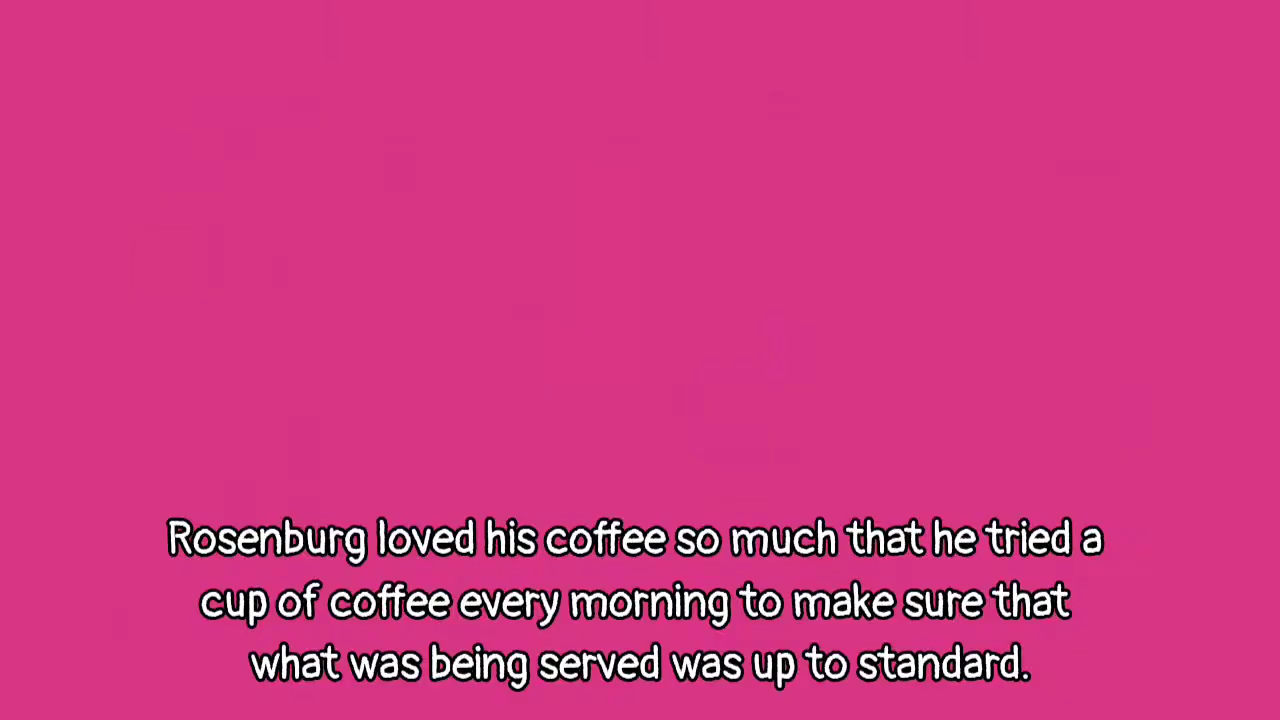 Rosenburg loved his coffee so much that he tried a
cup of coffee every morning to make sure that
what was being served was up to standard.